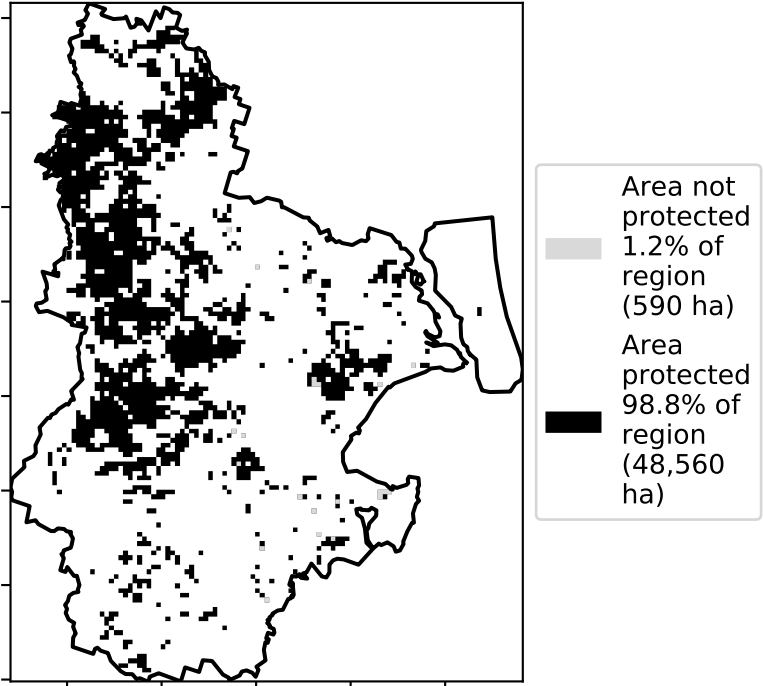 Area not
protected
1.2% of
region
(590 ha)
Area
protected
98.8% of
region
(48,560
ha)